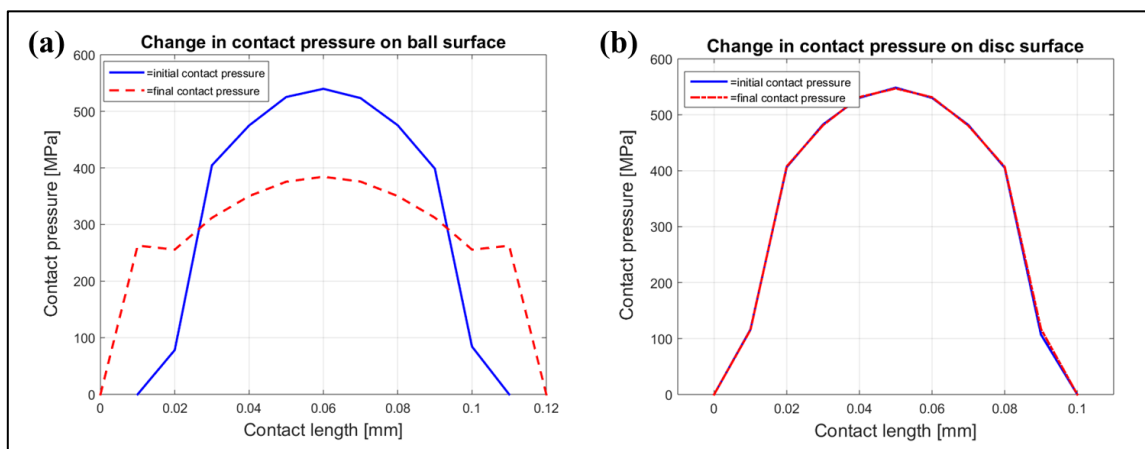 (a)
Change in contact pressure on ball surface
=initial contact pressure
=final contact pressure
Contact pressure [MPa]
600
500
400
300
200
100
0
0 0.02 0.04 0.06 0.08 0.1 0.12
Contact length [mm]
(b)
Change in contact pressure on disc surface
=initial contact pressure
=final contact pressure
Contact pressure [MPa]
600
500
400
300
200
100
0
0 0.02 0.04 0.06 0.08 0.1
Contact length [mm]